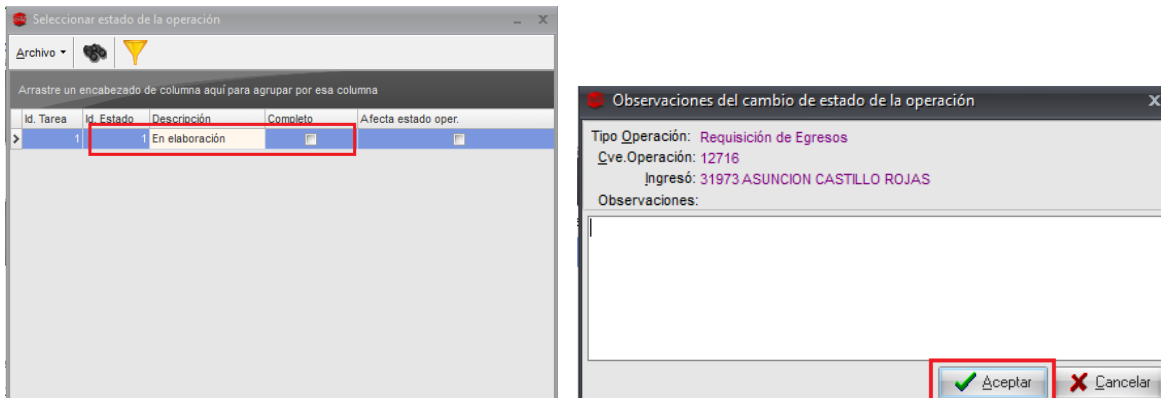 Seleccionar estado de la operación
Archivo
Arrastre un encabezado de columna aquí para agrupar por esa columna
Id. Tarea Id. Estado Descripción Completo Afecta estado oper.
1 1 En elaboración
Observaciones del cambio de estado de la operación
Tipo Operación: Requisición de Egresos
Cve.Operación: 12716
Ingresó: 31973 ASUNCION CASTILLO ROJAS
Observaciones:
Aceptar Cancelar